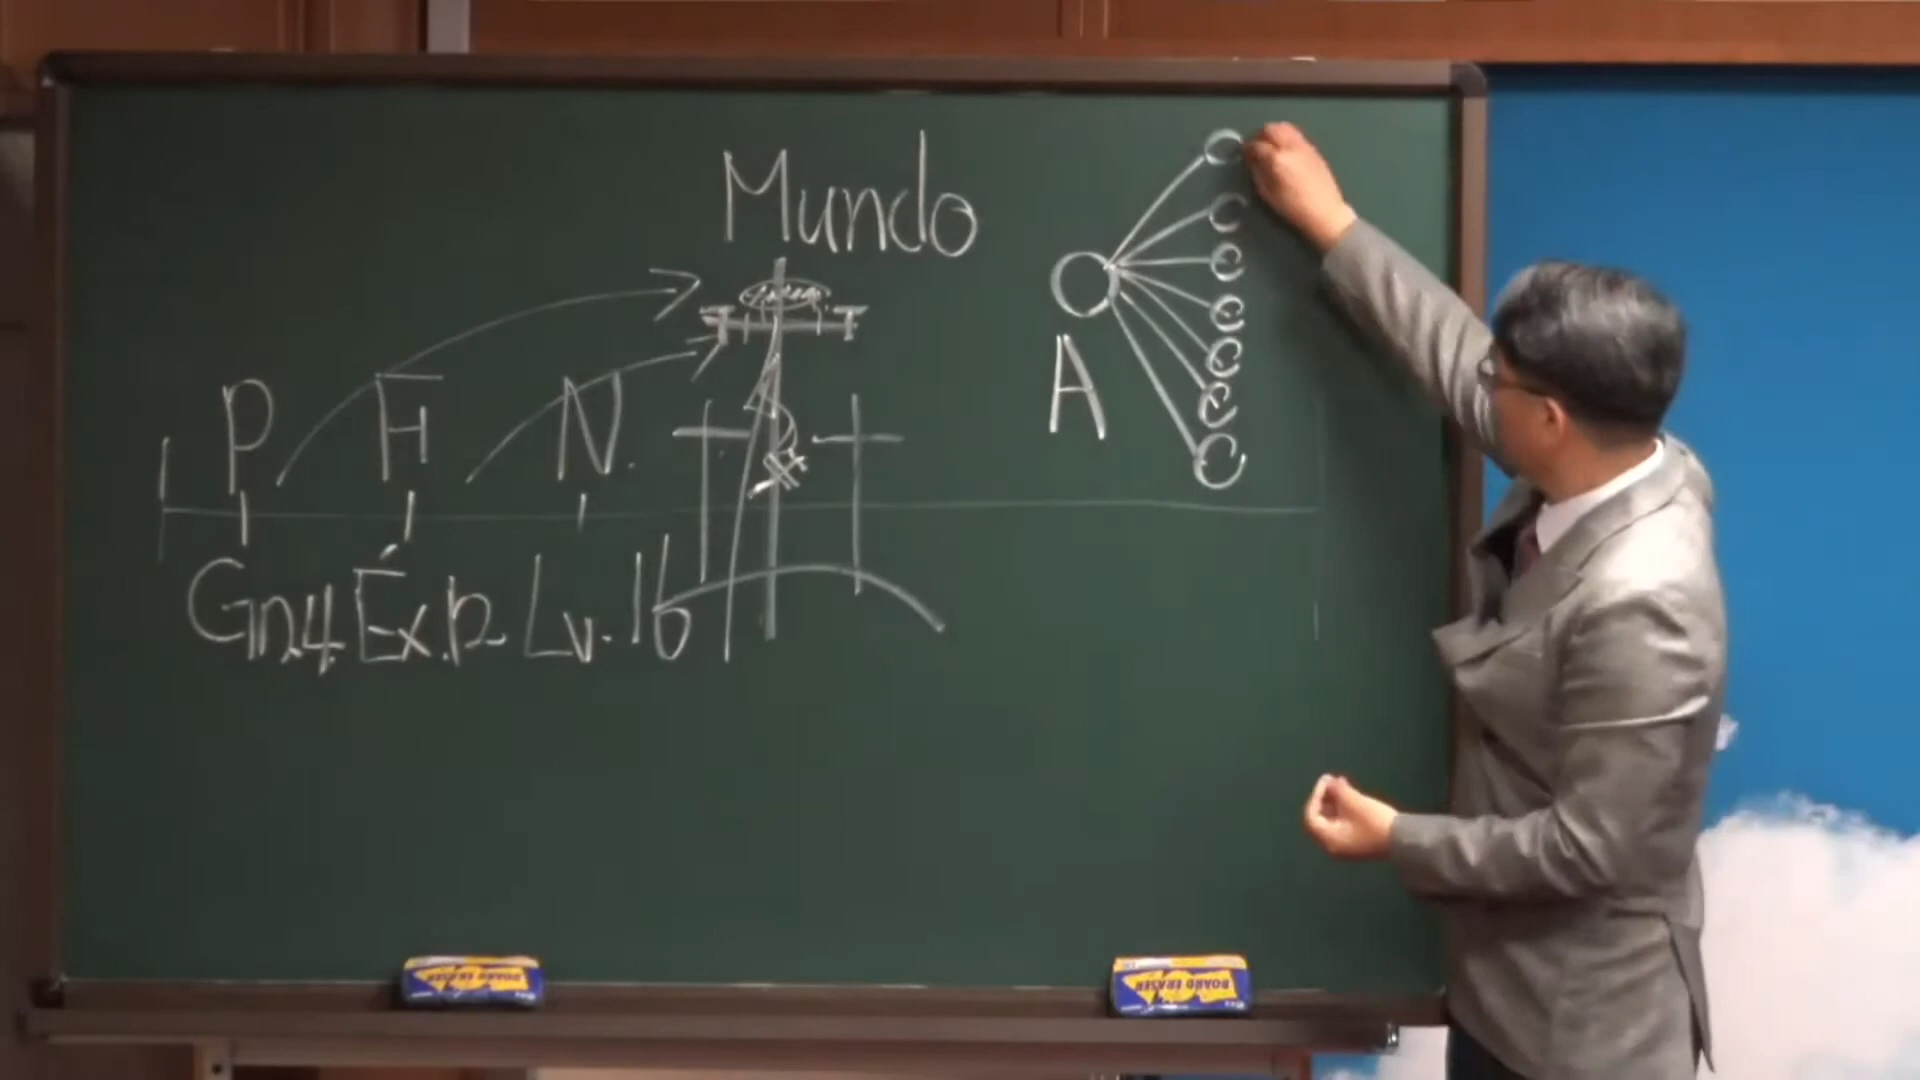 Mundo
P F N.
A
H
Gn.4 Éx.12 Lv.16
BOARD ERASER
BOARD ERASER